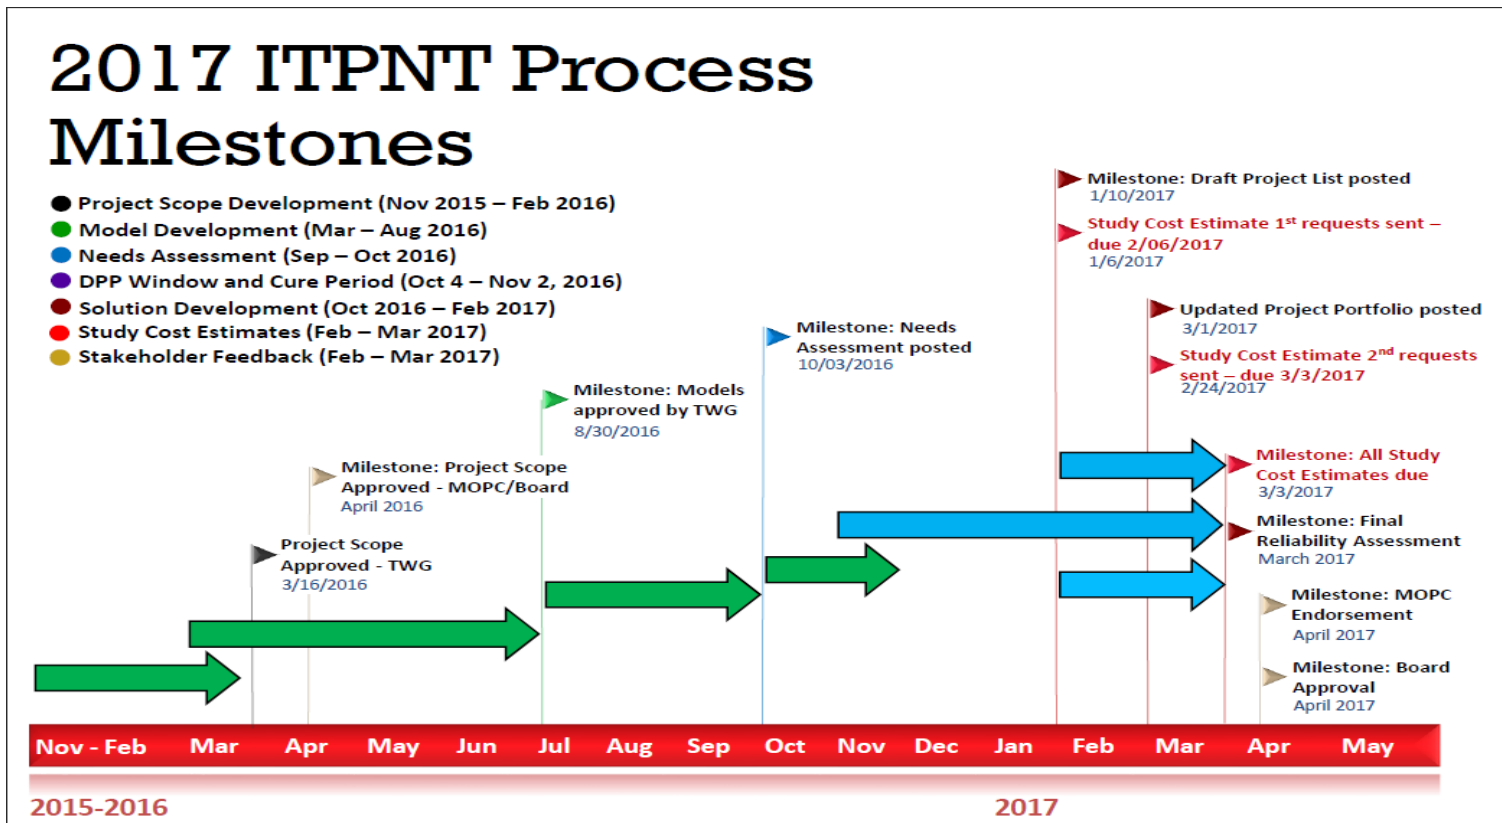 2017 ITPNT Process
Milestones
Project Scope Development (Nov 2015 – Feb 2016)
Model Development (Mar – Aug 2016)
Needs Assessment (Sep – Oct 2016)
DPP Window and Cure Period (Oct 4 – Nov 2, 2016)
Solution Development (Oct 2016 – Feb 2017)
Study Cost Estimates (Feb – Mar 2017)
Stakeholder Feedback (Feb – Mar 2017)
Milestone: Draft Project List posted
1/10/2017
Study Cost Estimate 1st requests sent –
due 2/06/2017
1/6/2017
Updated Project Portfolio posted
3/1/2017
Study Cost Estimate 2nd requests
sent – due 3/3/2017
2/24/2017
Milestone: Needs
Assessment posted
10/03/2016
Milestone: Models
approved by TWG
8/30/2016
Milestone: Project Scope
Approved - MOPC/Board
April 2016
Project Scope
Approved - TWG
3/16/2016
Milestone: All Study
Cost Estimates due
3/3/2017
Milestone: Final
Reliability Assessment
March 2017
Milestone: MOPC
Endorsement
April 2017
Milestone: Board
Approval
April 2017
Nov - Feb Mar Apr May Jun Jul Aug Sep Oct Nov Dec Jan Feb Mar Apr May
2015-2016 2017